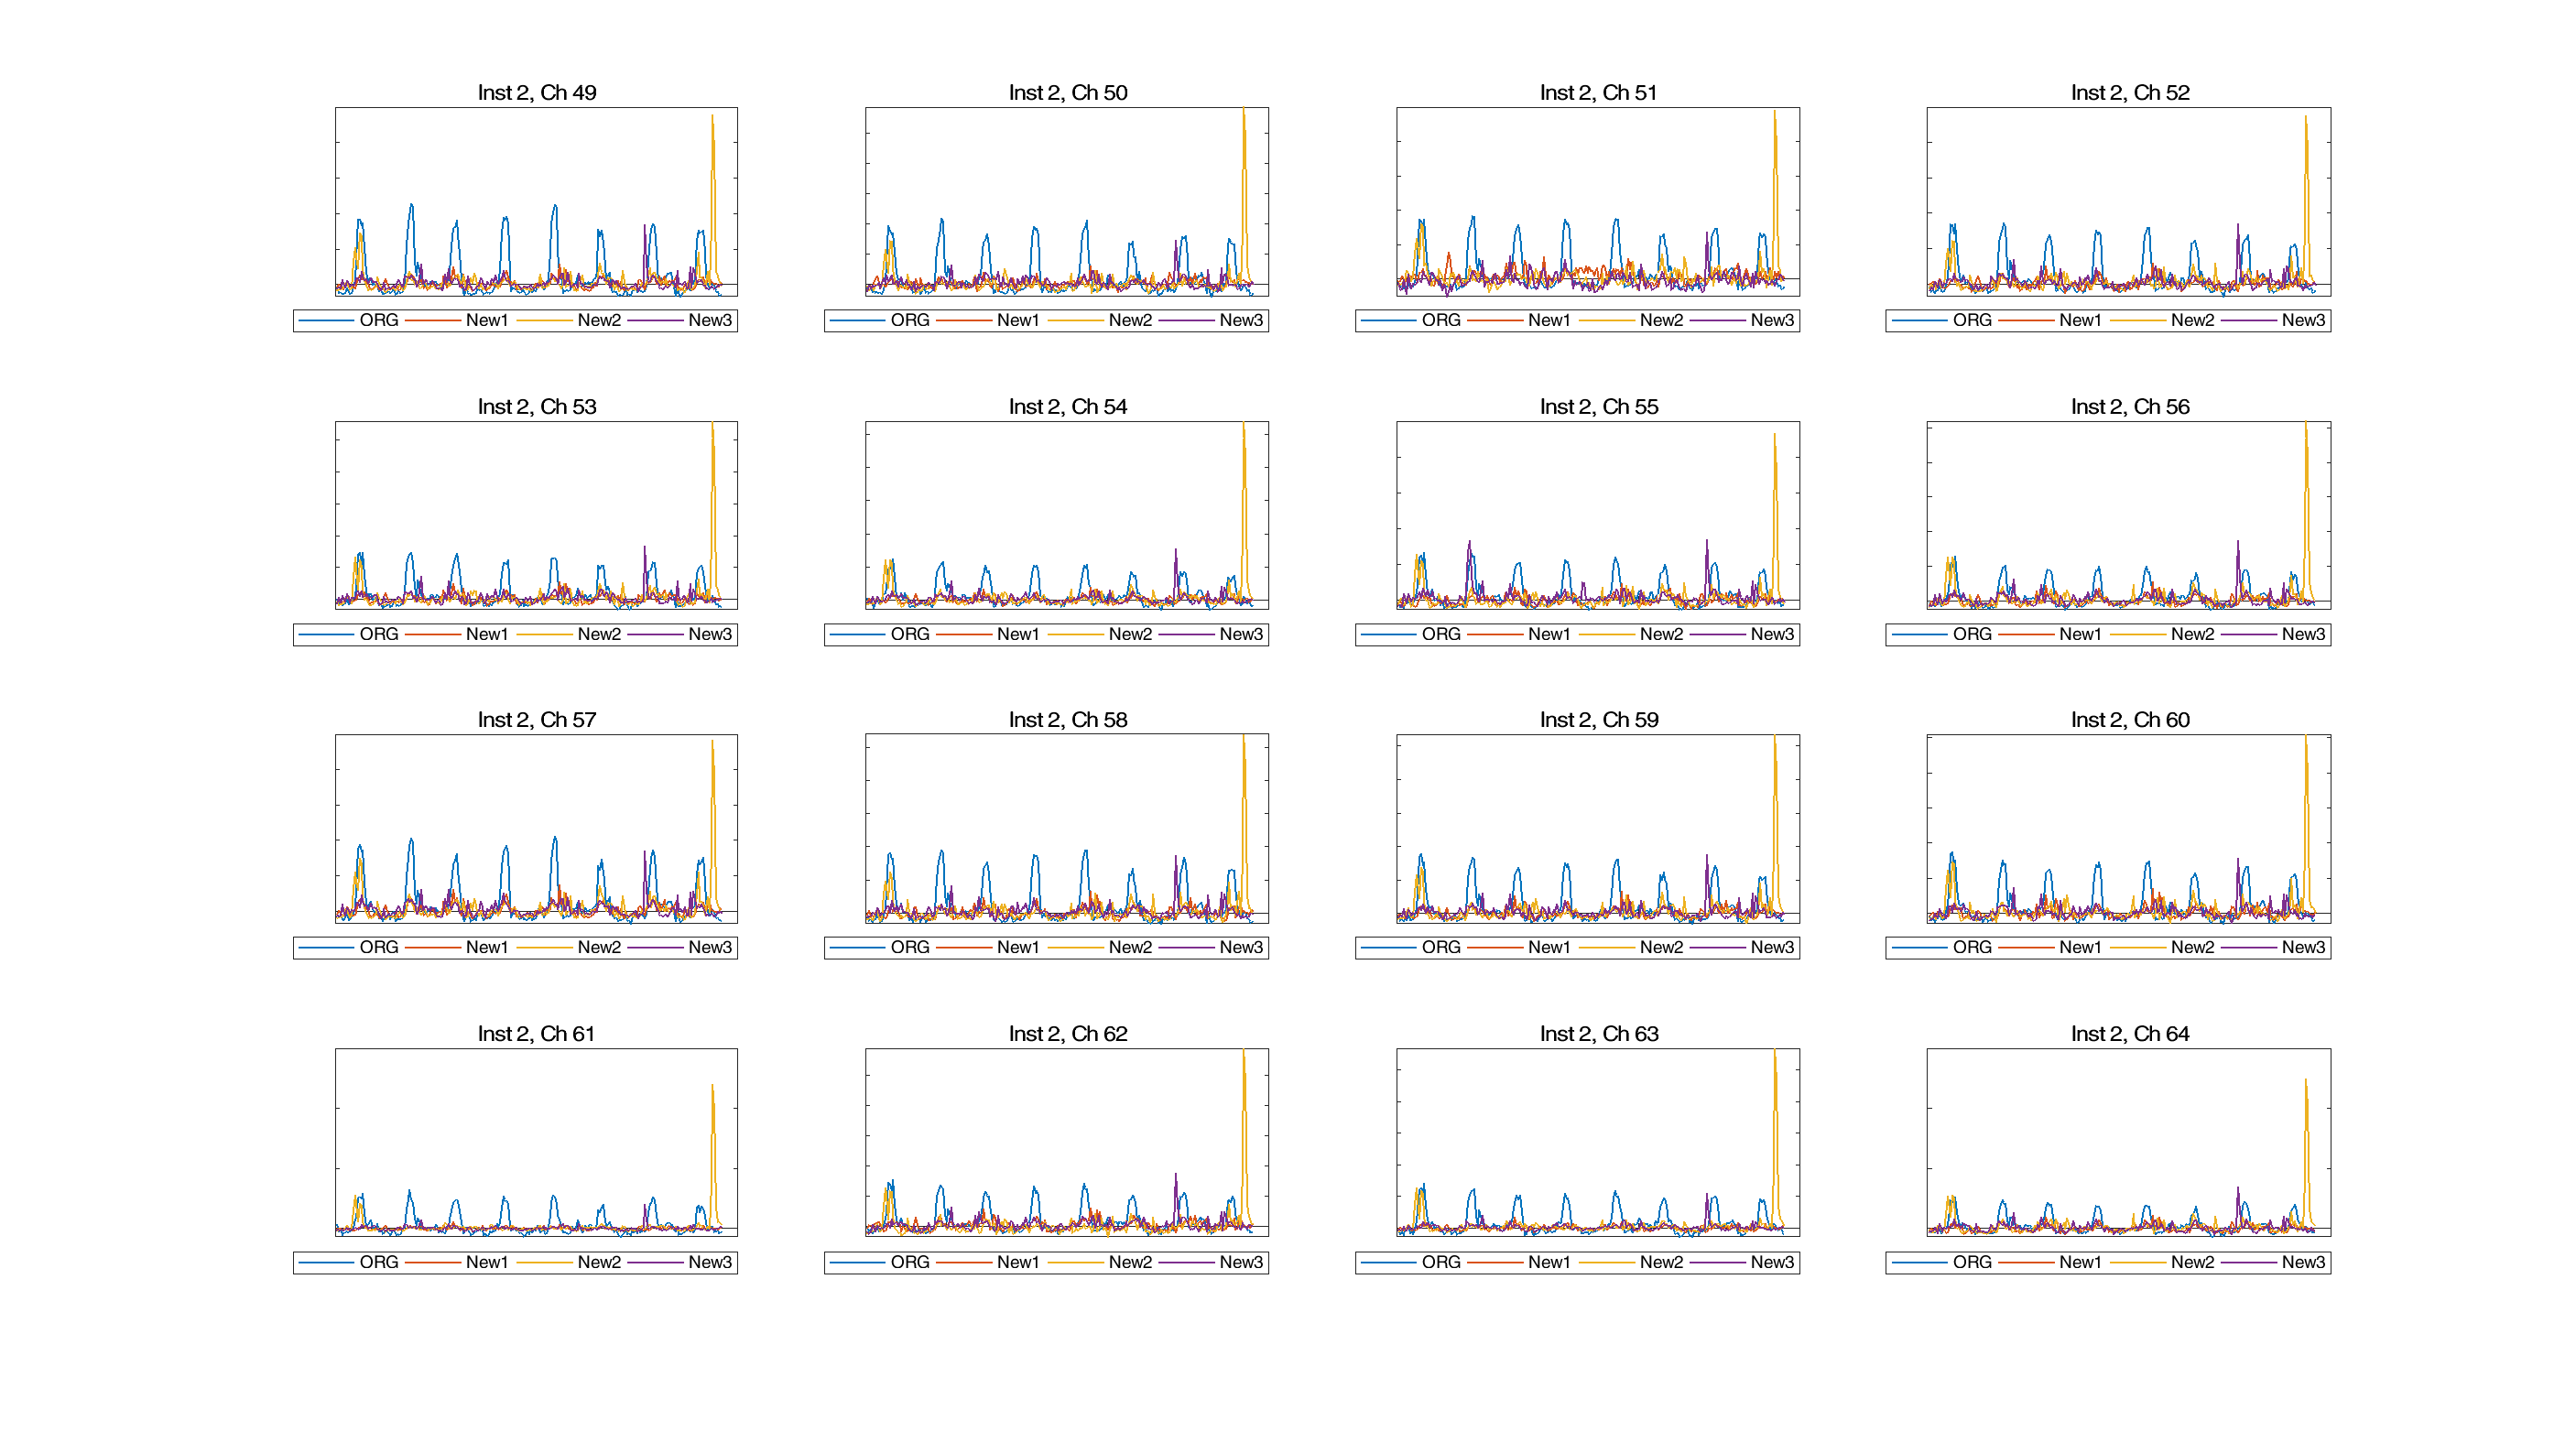 Inst 2, Ch 49
Inst 2, Ch 50
Inst 2, Ch 51
Inst 2, Ch 52
ORG New1 New2 New3
ORG New1 New2 New3
ORG New1 New2 New3
ORG New1 New2 New3
Inst 2, Ch 53
Inst 2, Ch 54
Inst 2, Ch 55
Inst 2, Ch 56
ORG New1 New2 New3
ORG New1 New2 New3
ORG New1 New2 New3
ORG New1 New2 New3
Inst 2, Ch 57
Inst 2, Ch 58
Inst 2, Ch 59
Inst 2, Ch 60
ORG New1 New2 New3
ORG New1 New2 New3
ORG New1 New2 New3
ORG New1 New2 New3
Inst 2, Ch 61
Inst 2, Ch 62
Inst 2, Ch 63
Inst 2, Ch 64
ORG New1 New2 New3
ORG New1 New2 New3
ORG New1 New2 New3
ORG New1 New2 New3